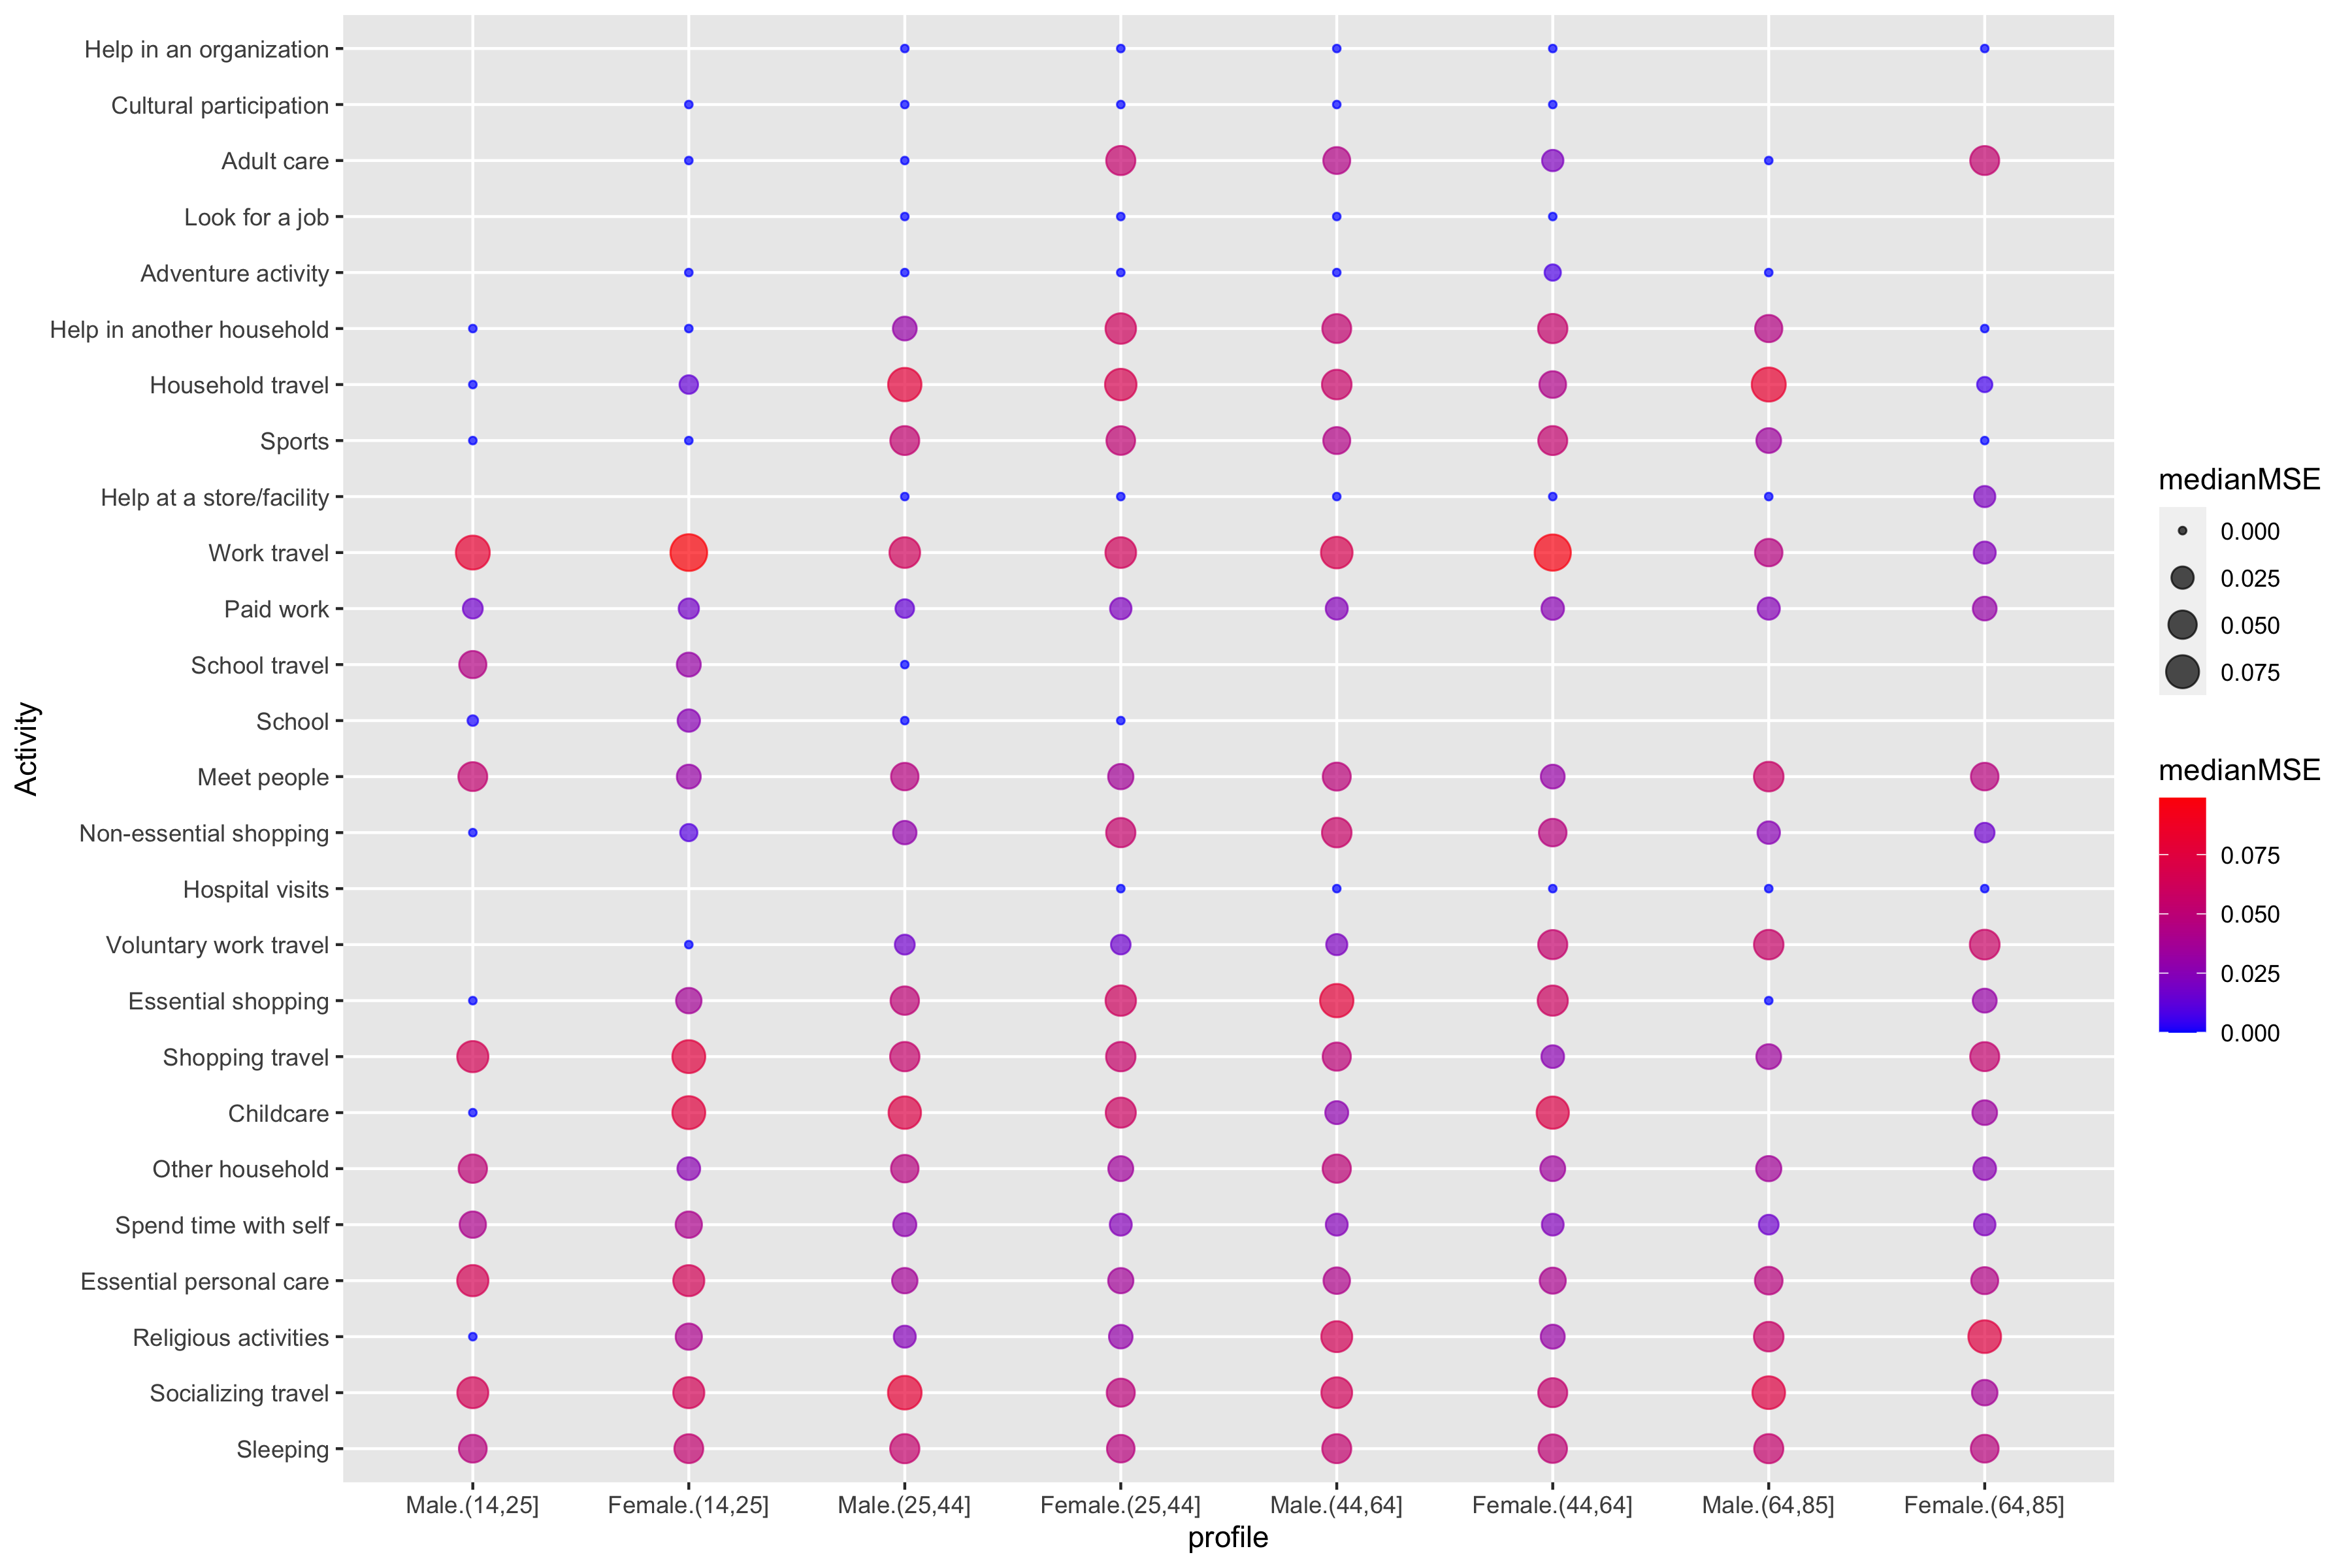 Help in an organization
Cultural participation
Adult care
Look for a job
Adventure activity
Help in another household
Household travel
Sports
Help at a store/facility
Work travel
Paid work
School travel
School
Meet people
Non-essential shopping
Hospital visits
Voluntary work travel
Essential shopping
Shopping travel
Childcare
Other household
Spend time with self
Essential personal care
Religious activities
Socializing travel
Sleeping
Activity
Male.(14,25] Female.(14,25] Male.(25,44] Female.(25,44] Male.(44,64] Female.(44,64] Male.(64,85] Female.(64,85]
profile
medianMSE
0.000
0.025
0.050
0.075
medianMSE
0.075
0.050
0.025
0.000